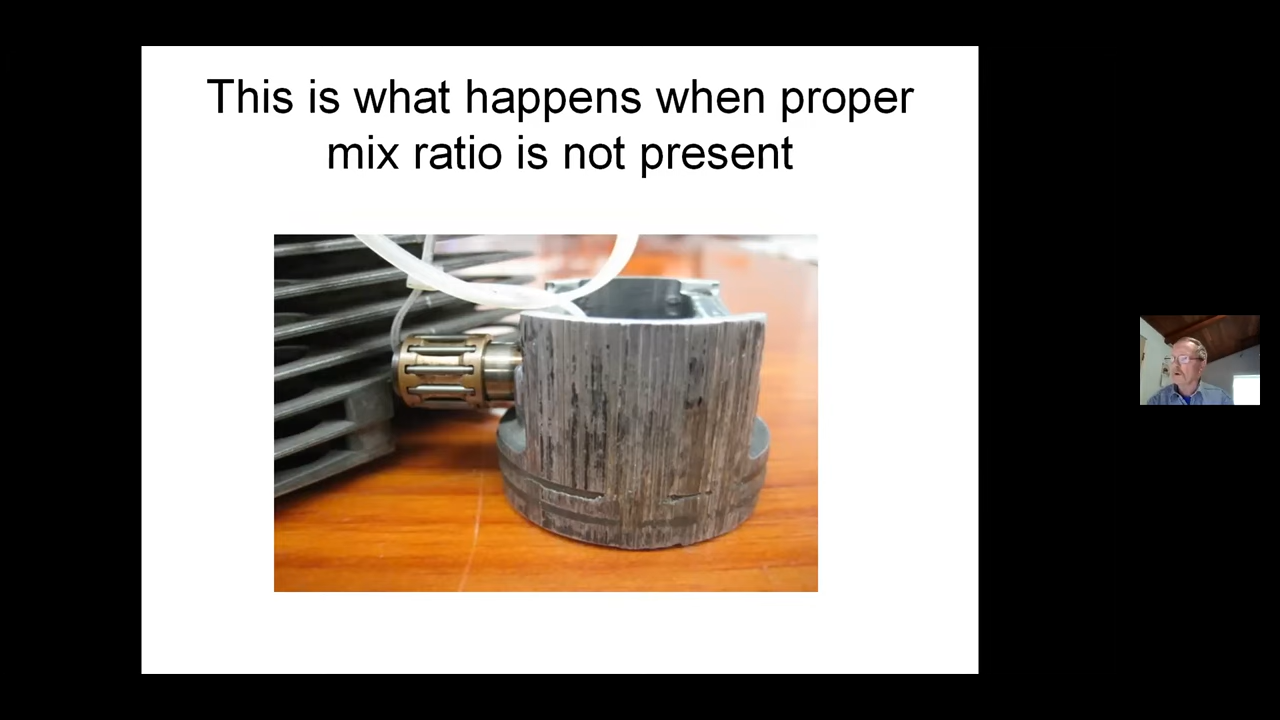 This is what happens when proper
mix ratio is not present